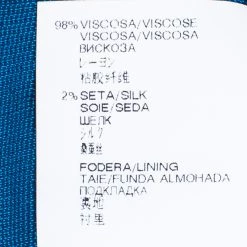 98% VISCOSA/VISCOSE
VISCOSA/VISCOSA
ВИСКОЗА
レーヨン
粘胶纤维
2% SETA/SILK
SOIE/SEDA
ШЕЛК
シルク
桑蚕丝
FODERA/LINING
TAIE/FUNDA ALMOHADA
ПОДКЛАДКА
裏地
衬里